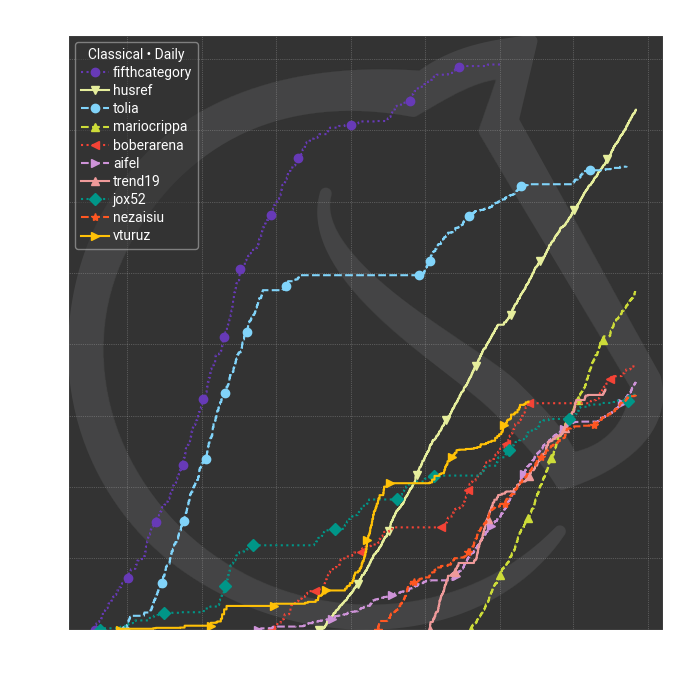 Classical • Daily
fifthcategory
husref
tolia
mariocrippa
boberarena
aifel
trend19
jox52
nezaisiu
vturuz